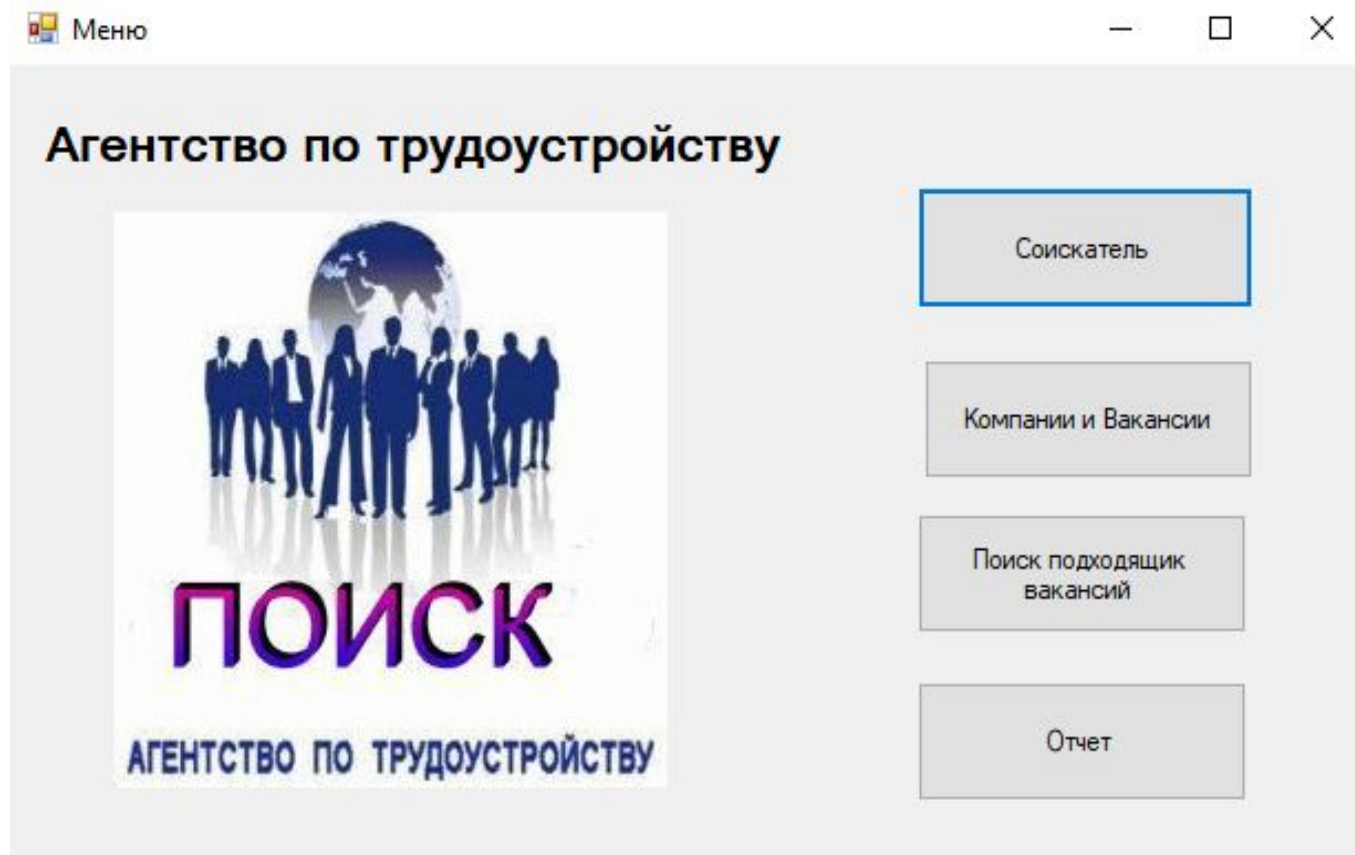 Меню
Агентство по трудоустройству
Соискатель
Компании и Вакансии
Поиск подходящик
вакансий
Отчет
ПОИСК
АГЕНТСТВО ПО ТРУДОУСТРОЙСТВУ